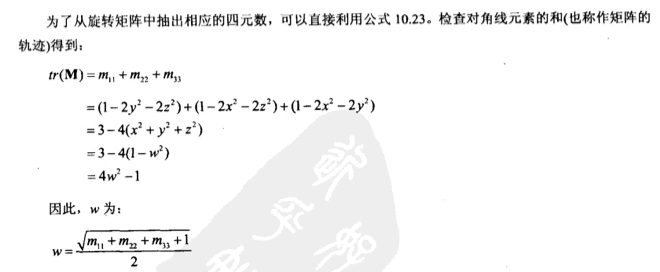 为了从旋转矩阵中抽出相应的四元数，可以直接利用公式 10.23。检查对角线元素的和(也称作矩阵的
轨迹)得到：
tr(M) = m₁₁ + m₂₂ + m₃₃
= (1 − 2y² − 2z²) + (1 − 2x² − 2z²) + (1 − 2x² − 2y²)
= 3 − 4(x² + y² + z²)
= 3 − 4(1 − w²)
= 4w² − 1
因此，w 为：
w = √(m₁₁ + m₂₂ + m₃₃ + 1) / 2